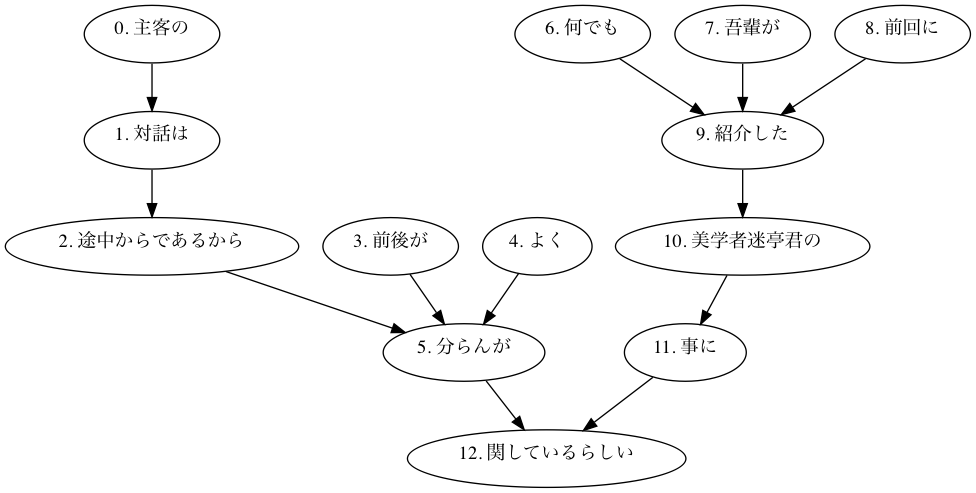 0. 主客の
6. 何でも
7. 吾輩が
8. 前回に
1. 対話は
9. 紹介した
2. 途中からであるから
3. 前後が
4. よく
10. 美学者迷亭君の
5. 分らんが
11. 事に
12. 関しているらしい